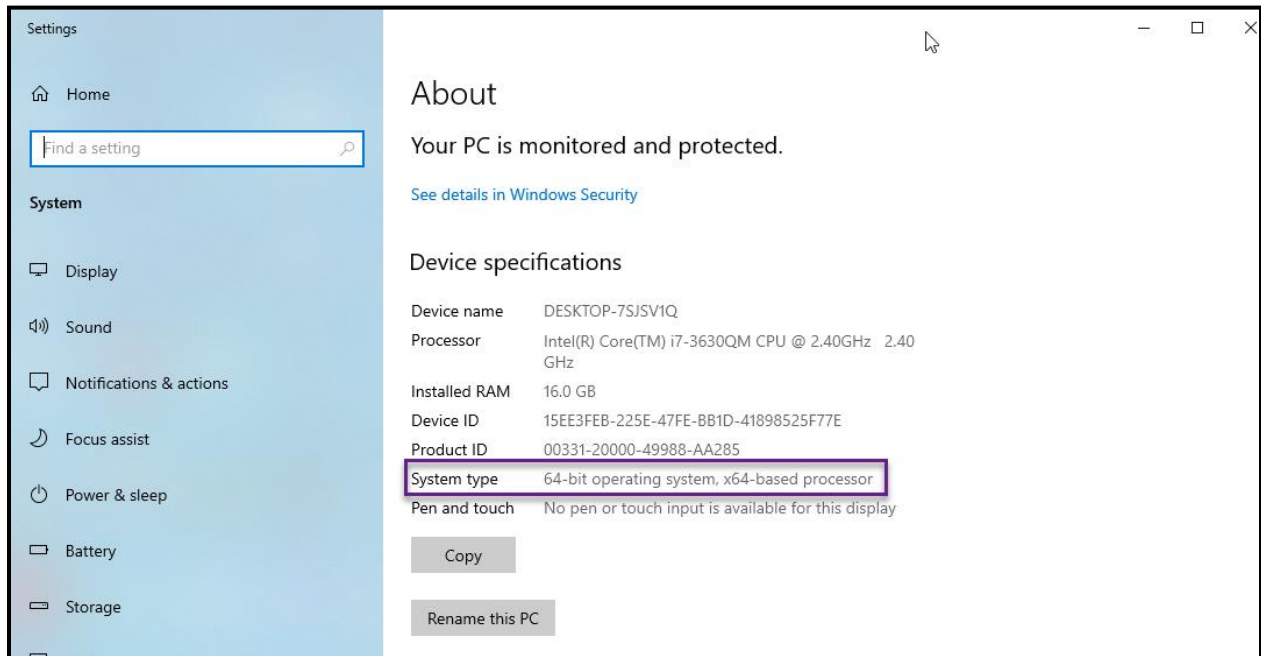 Settings
Home
Find a setting
System
Display
Sound
Notifications & actions
Focus assist
Power & sleep
Battery
Storage
About
Your PC is monitored and protected.
See details in Windows Security
Device specifications
Device name DESKTOP-7SJSV1Q
Processor Intel(R) Core(TM) i7-3630QM CPU @ 2.40GHz 2.40
GHz
Installed RAM 16.0 GB
Device ID 15EE3FEB-225E-47FE-BB1D-41898525F77E
Product ID 00331-20000-49988-AA285
System type 64-bit operating system, x64-based processor
Pen and touch No pen or touch input is available for this display
Copy
Rename this PC